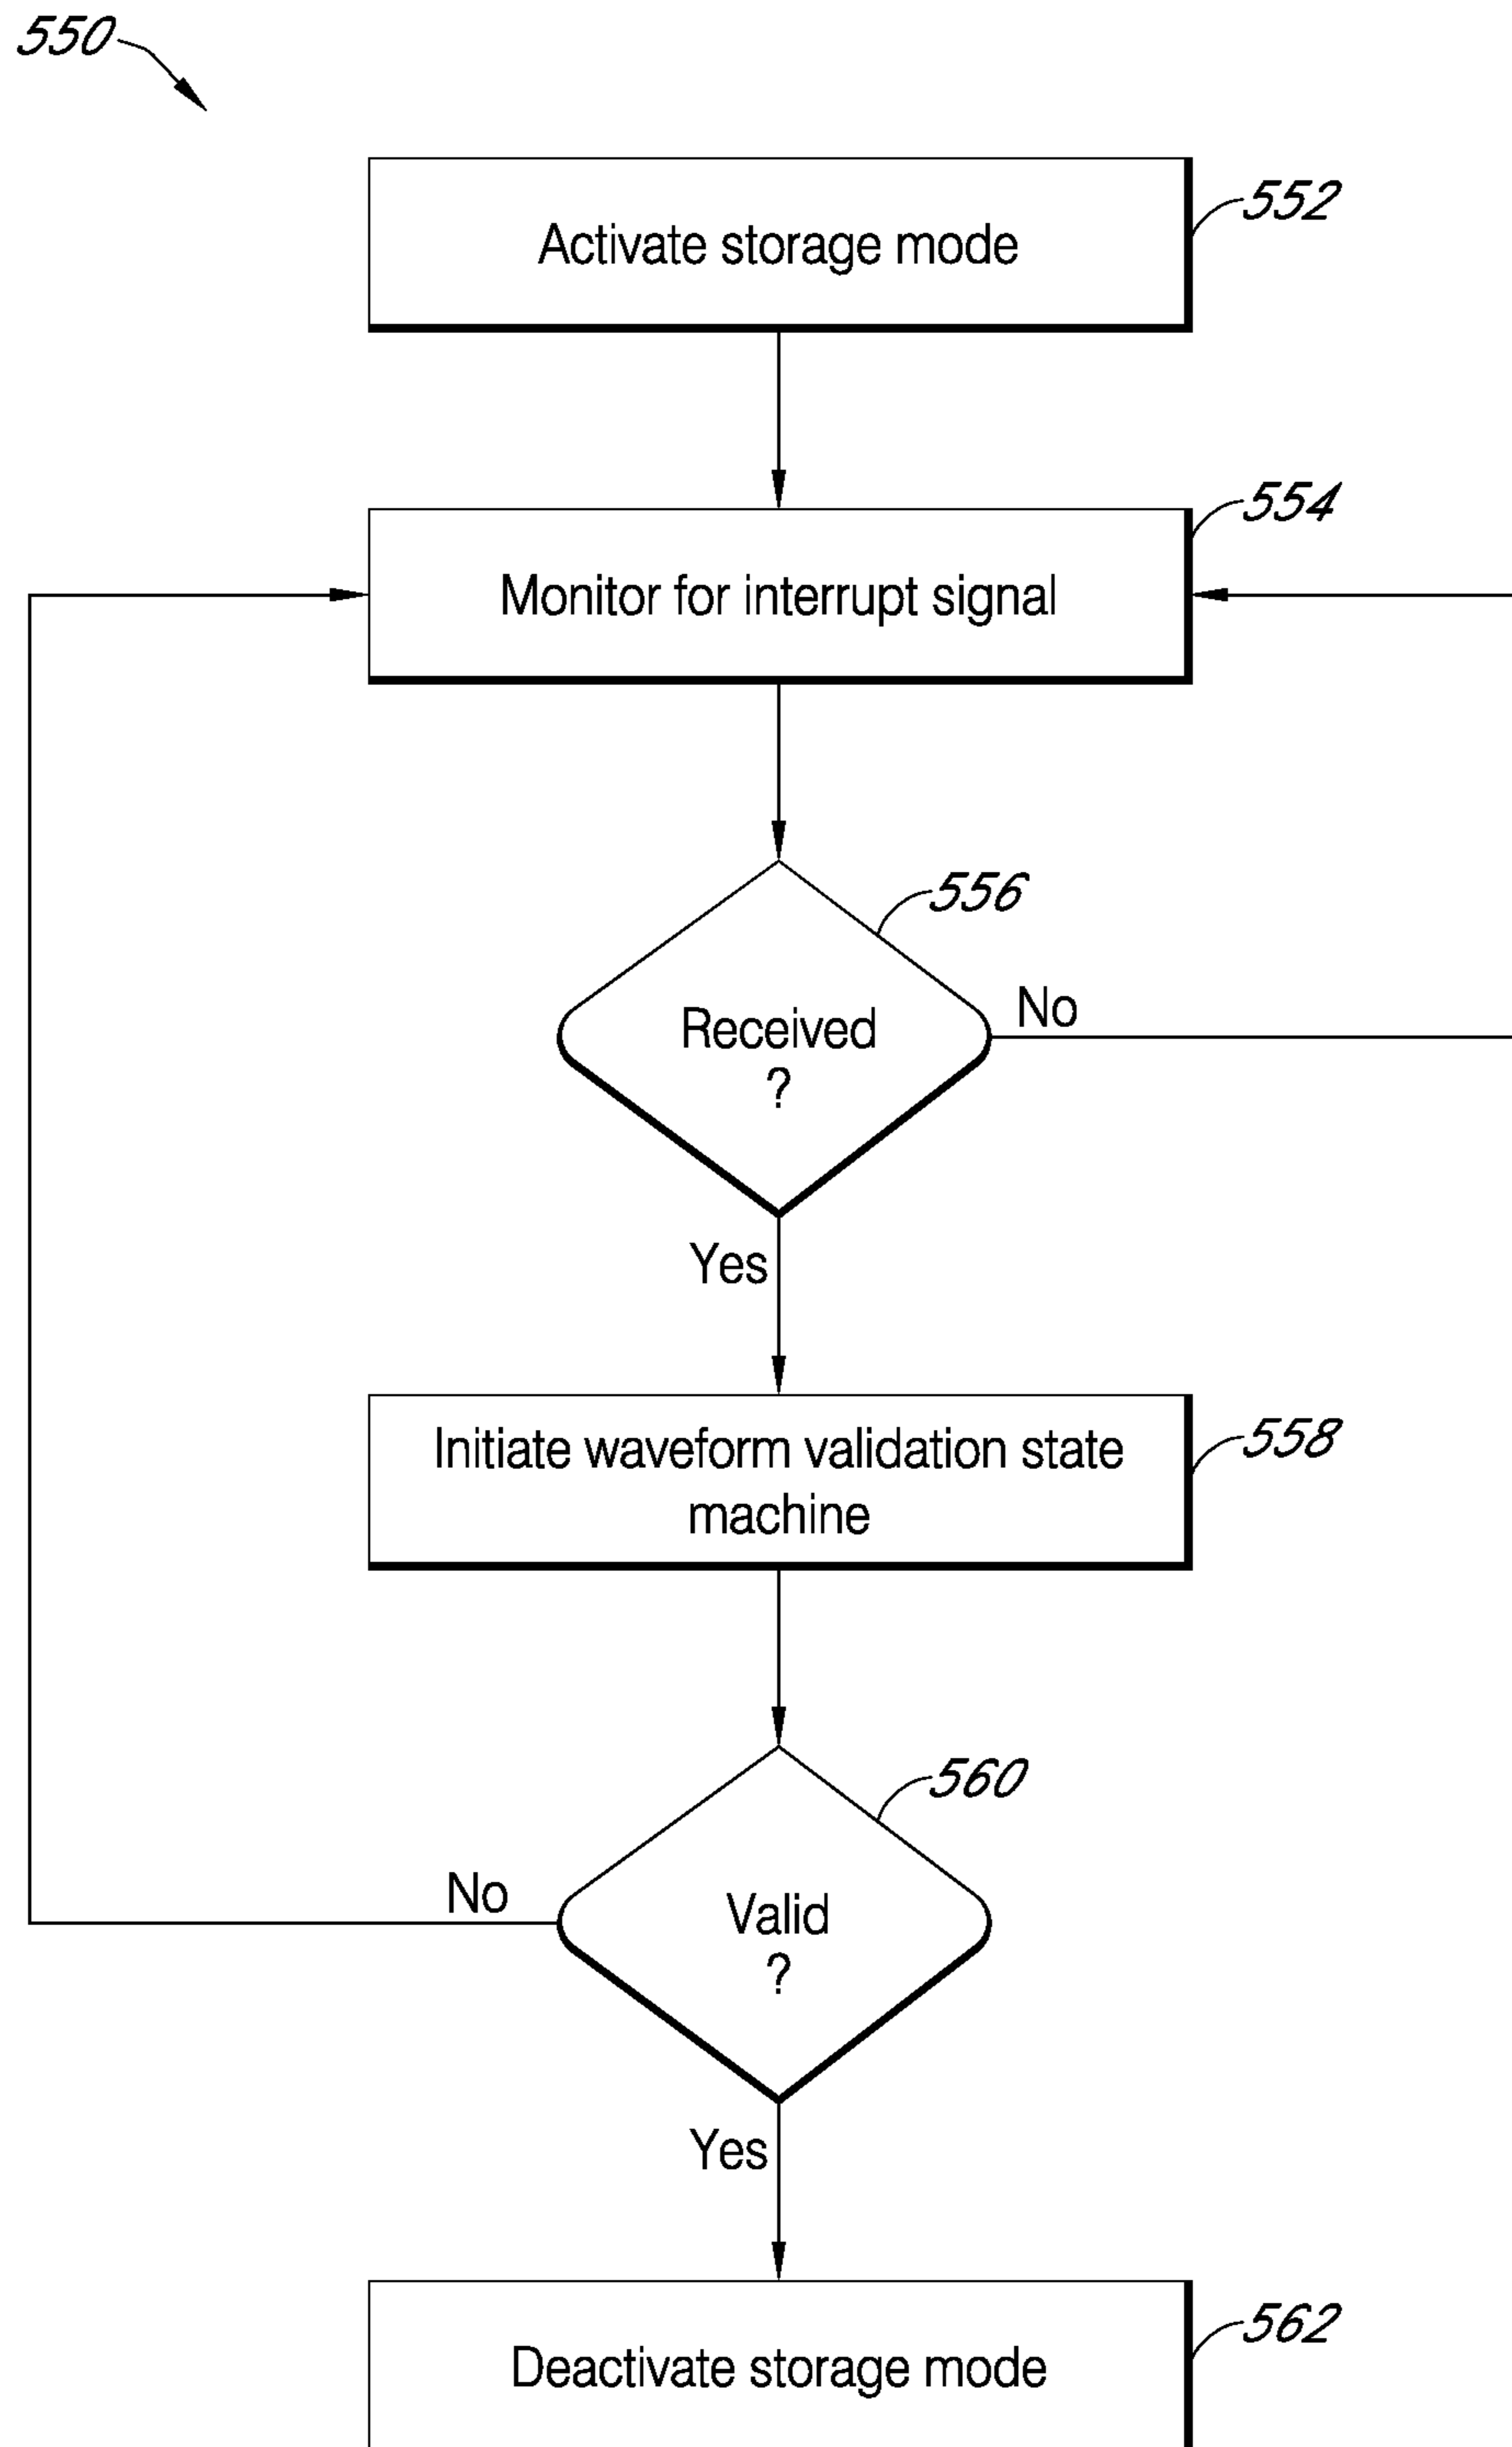 550
552
Activate storage mode
554
Monitor for interrupt signal
556
Received
?
No
Yes
558
Initiate waveform validation state
machine
560
Valid
?
No
Yes
562
Deactivate storage mode